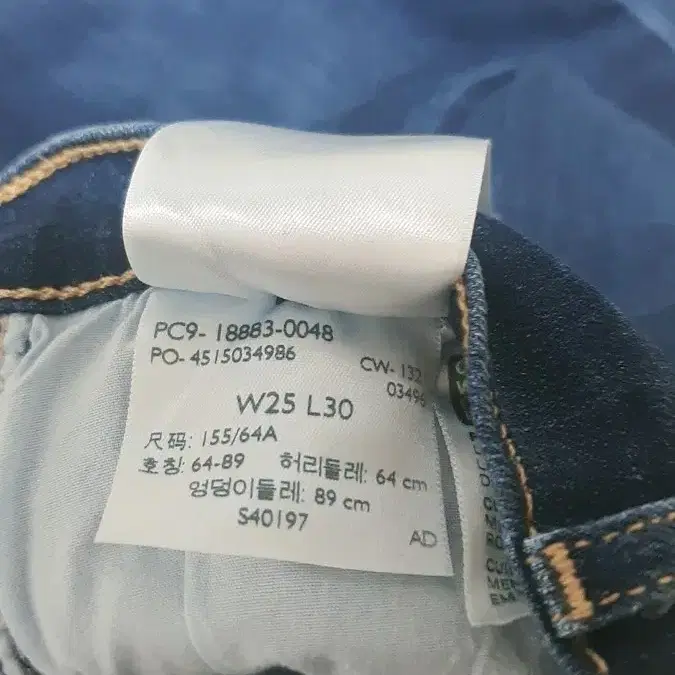 PC9- 18883-0048
PO- 4515034986
CW- 132
03496
W25 L30
尺码: 155/64A
호칭: 64-89 허리둘레: 64 cm
엉덩이둘레: 89 cm
S40197
AD